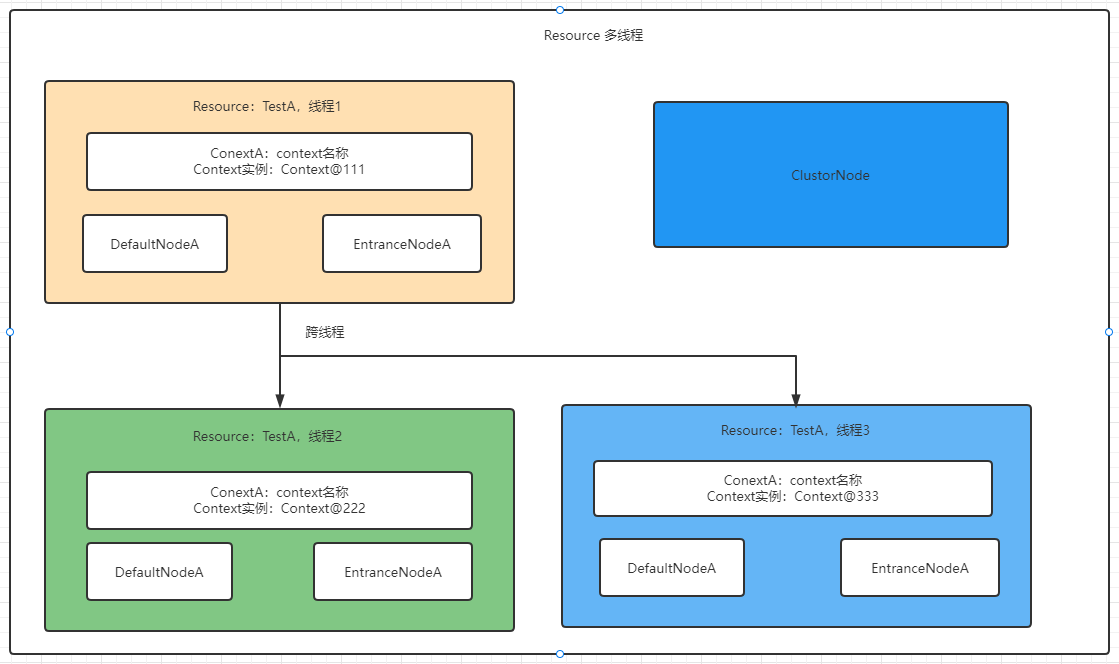 Resource 多线程
Resource：TestA，线程1
ConextA：context名称
Context实例：Context@111
DefaultNodeA
EntranceNodeA
ClustorNode
跨线程
Resource：TestA，线程2
ConextA：context名称
Context实例：Context@222
DefaultNodeA
EntranceNodeA
Resource：TestA，线程3
ConextA：context名称
Context实例：Context@333
DefaultNodeA
EntranceNodeA